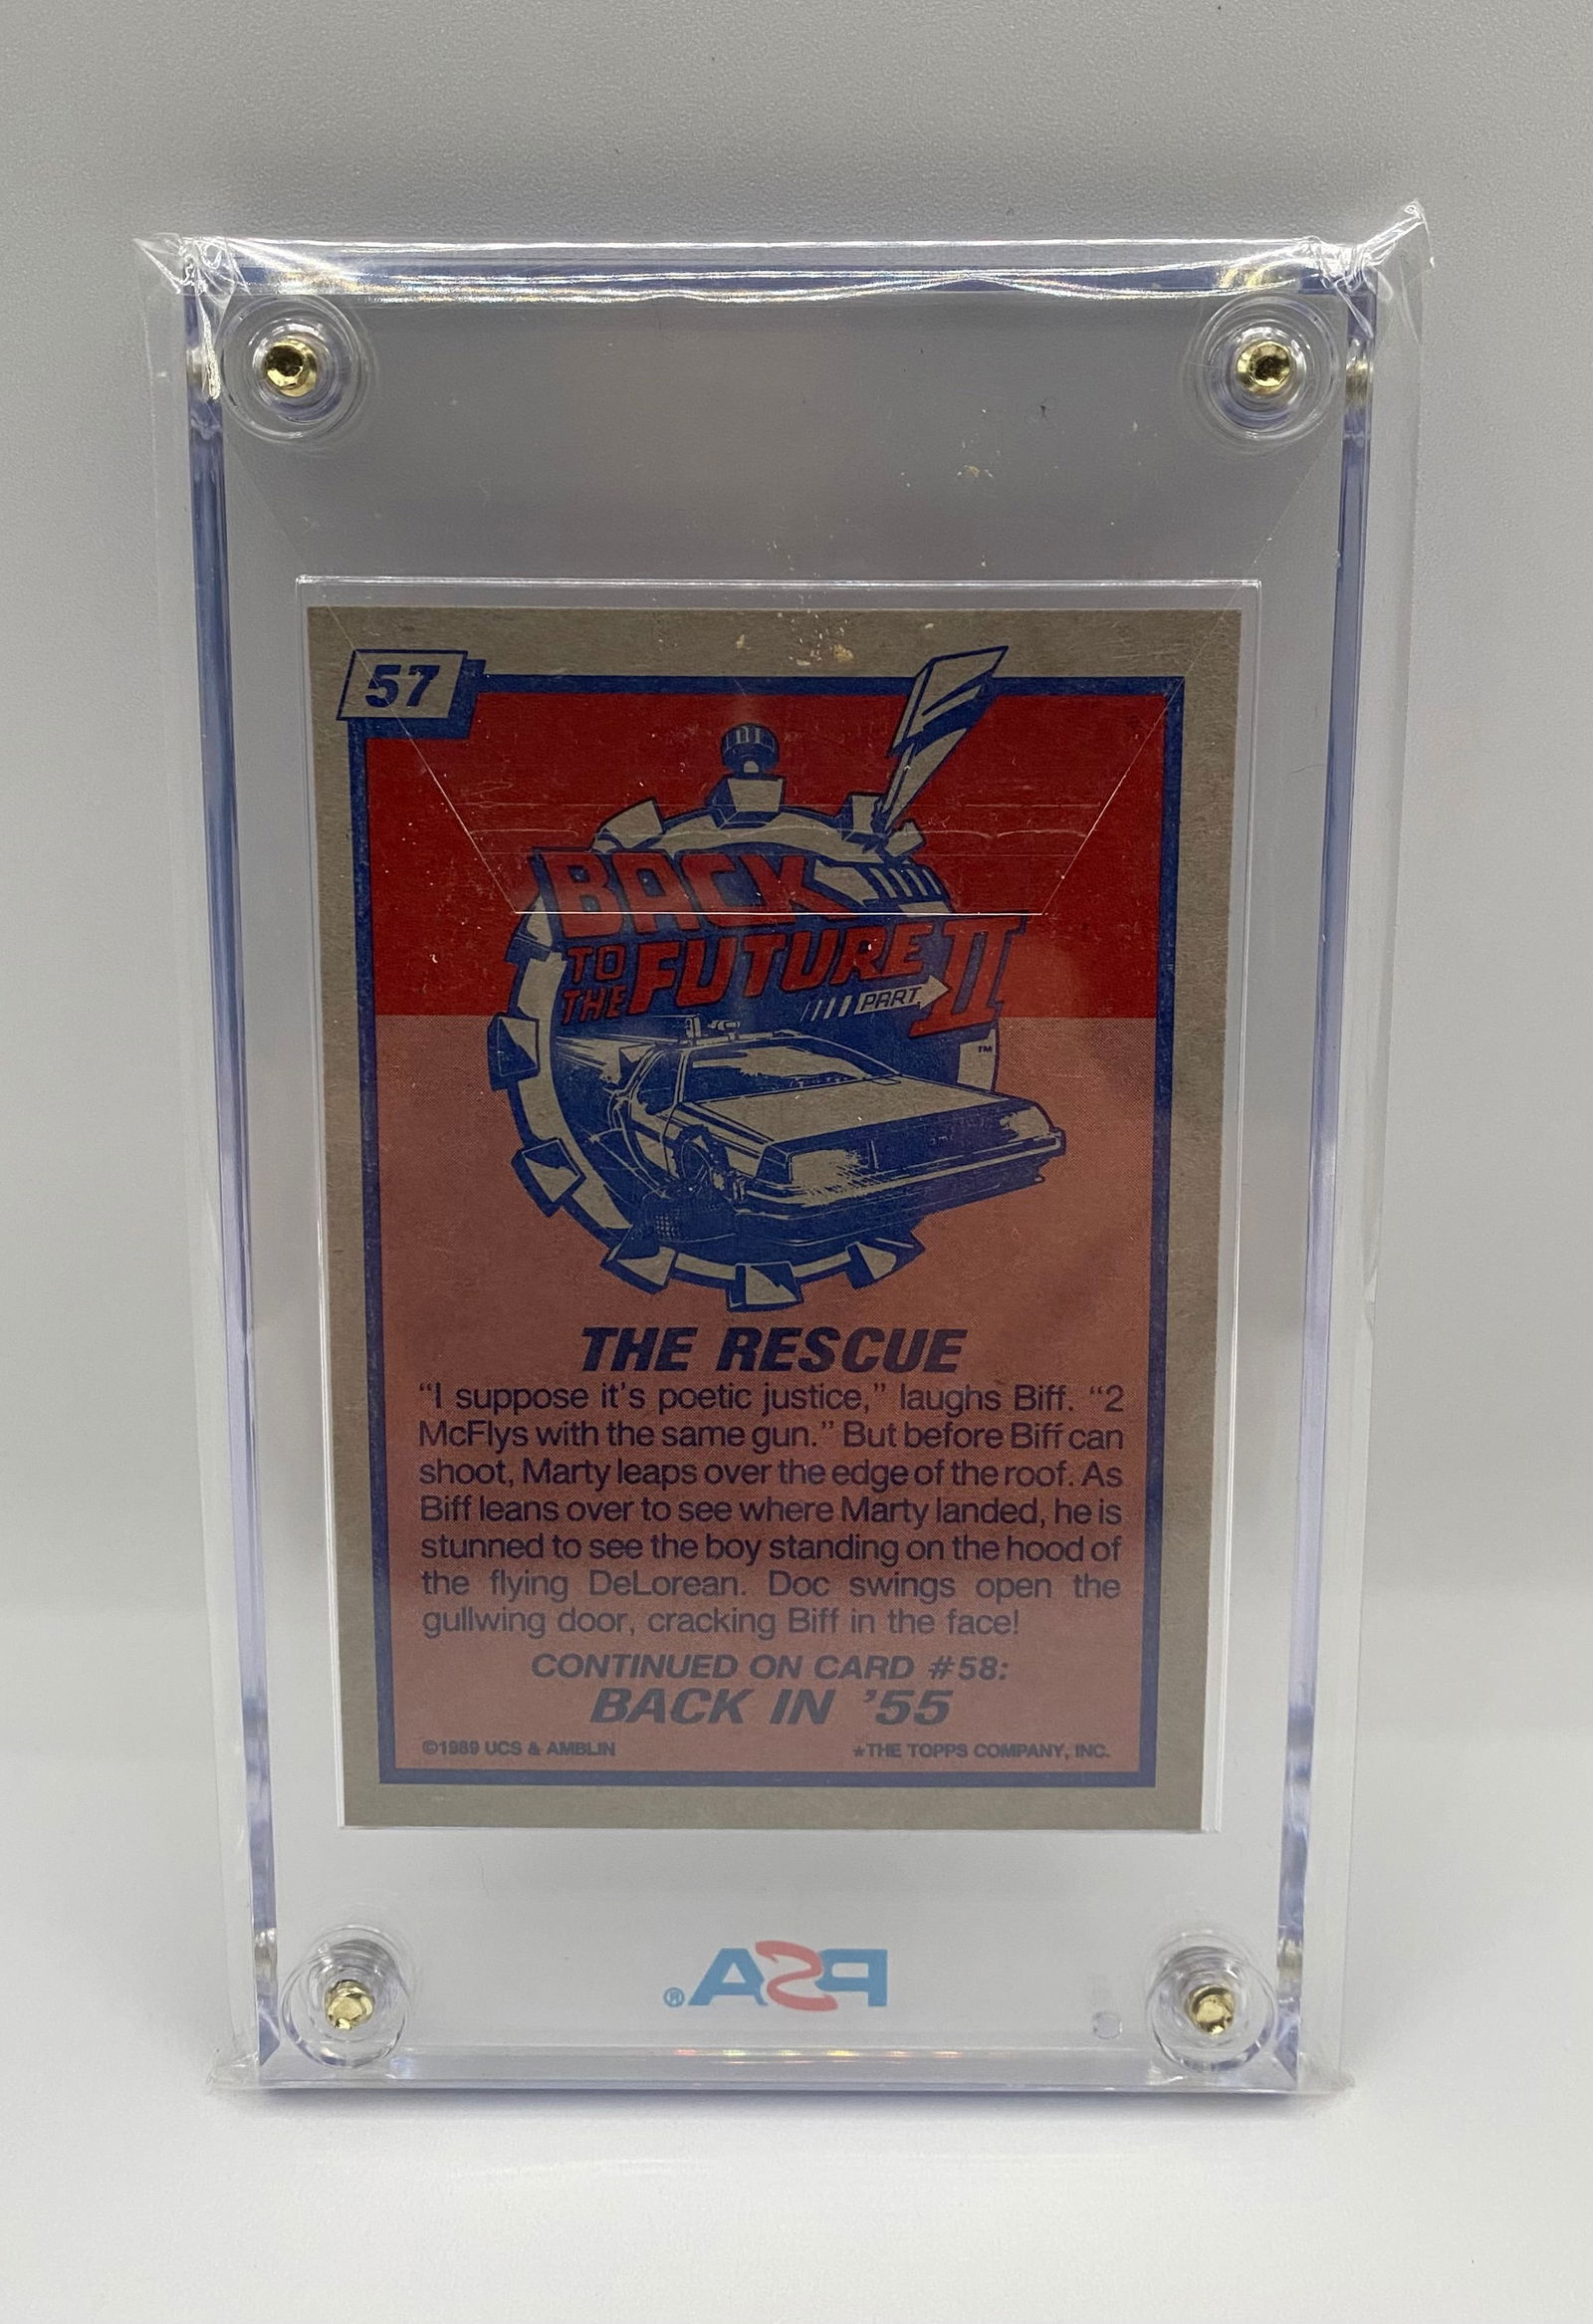 57
BACK
TO
THE FUTURE
PART II
TM
THE RESCUE
“I suppose it’s poetic justice,” laughs Biff. “2
McFlys with the same gun.” But before Biff can
shoot, Marty leaps over the edge of the roof. As
Biff leans over to see where Marty landed, he is
stunned to see the boy standing on the hood of
the flying DeLorean. Doc swings open the
gullwing door, cracking Biff in the face!
CONTINUED ON CARD #58:
BACK IN ’55
©1989 UCS & AMBLIN ★THE TOPPS COMPANY, INC.
PSA®